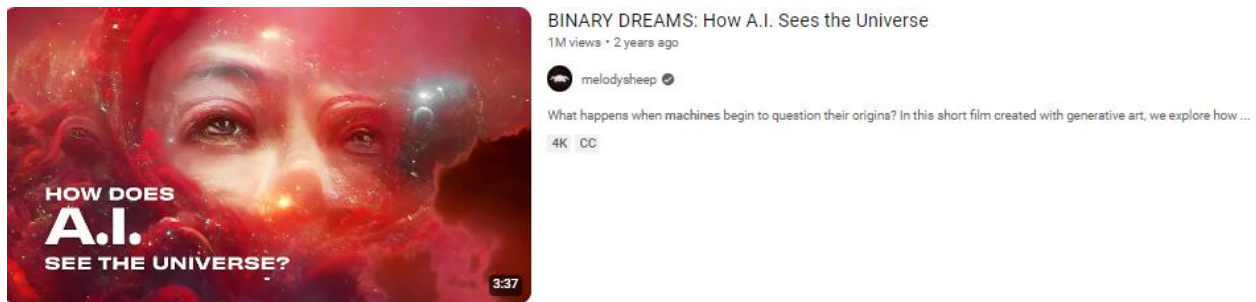 HOW DOES
A.I.
SEE THE UNIVERSE?
3:37
BINARY DREAMS: How A.I. Sees the Universe
1M views • 2 years ago
melodysheep
What happens when machines begin to question their origins? In this short film created with generative art, we explore how ...
4K CC